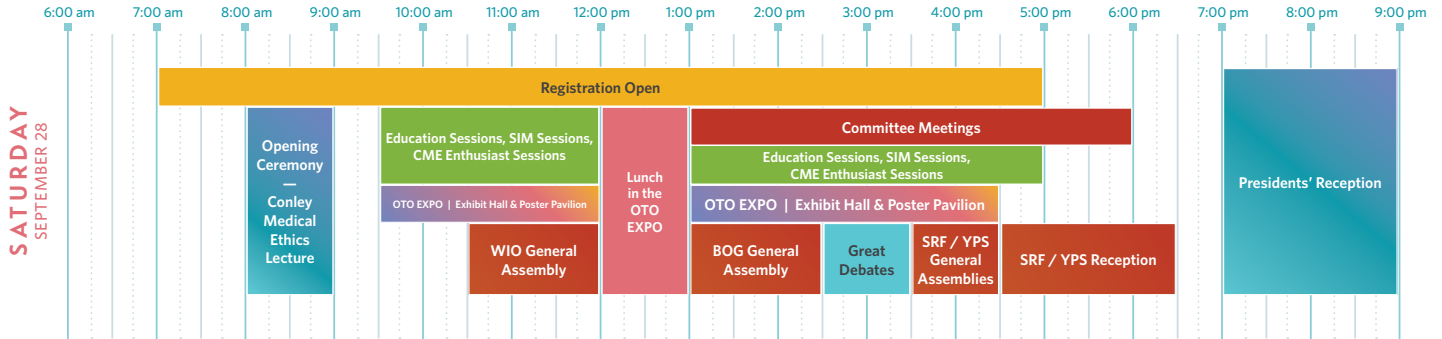 6:00 am 7:00 am 8:00 am 9:00 am 10:00 am 11:00 am 12:00 pm 1:00 pm 2:00 pm 3:00 pm 4:00 pm 5:00 pm 6:00 pm 7:00 pm 8:00 pm 9:00 pm
SATURDAY
SEPTEMBER 28
Registration Open
Opening
Ceremony
—
Conley
Medical
Ethics
Lecture
Education Sessions, SIM Sessions,
CME Enthusiast Sessions
OTO EXPO | Exhibit Hall & Poster Pavilion
WIO General
Assembly
Lunch
in the
OTO
EXPO
Committee Meetings
Education Sessions, SIM Sessions,
CME Enthusiast Sessions
OTO EXPO | Exhibit Hall & Poster Pavilion
BOG General
Assembly
Great
Debates
SRF / YPS
General
Assemblies
SRF / YPS Reception
Presidents’ Reception